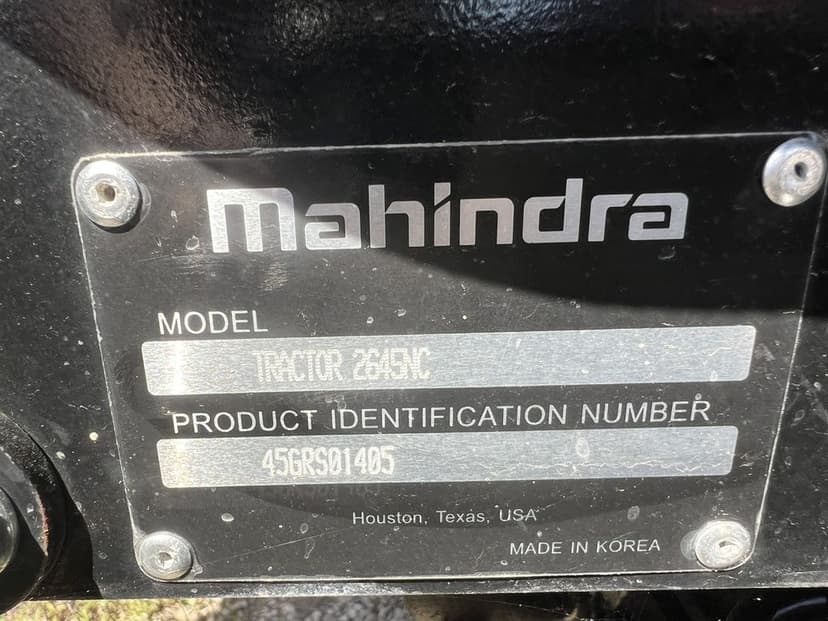 mahindra
MODEL
TRACTOR 2645NC
PRODUCT IDENTIFICATION NUMBER
45GRS01405
Houston, Texas, USA
MADE IN KOREA